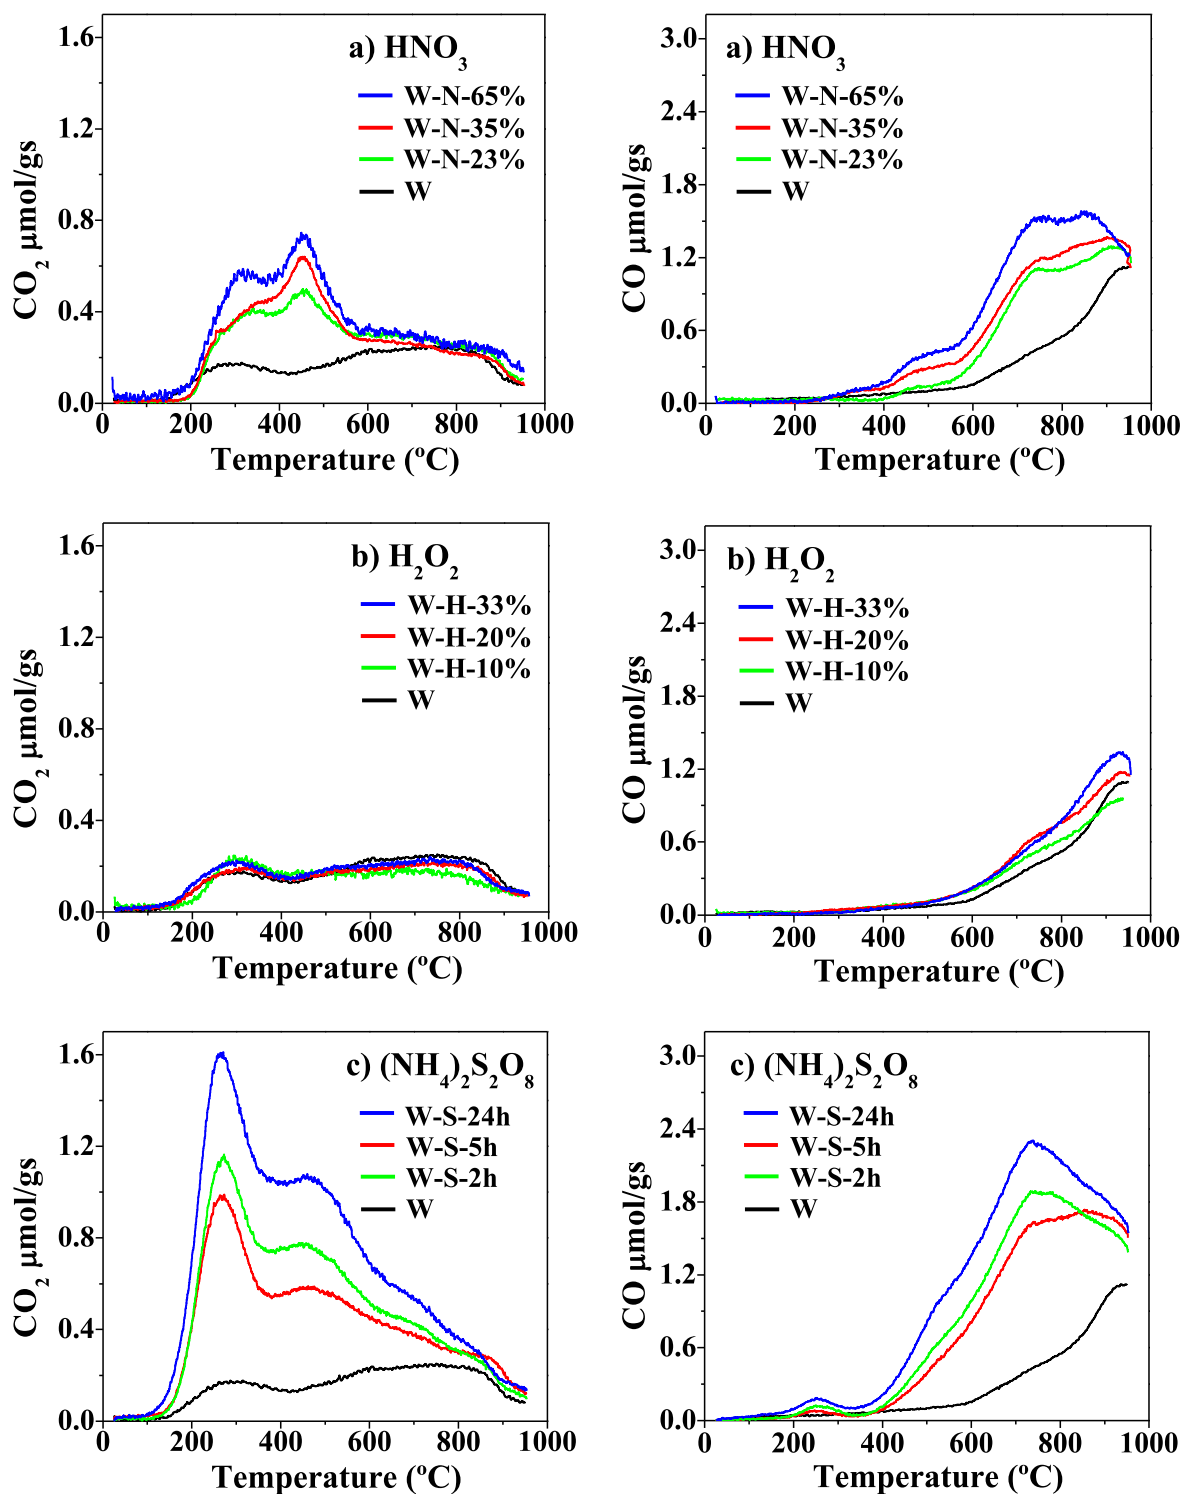 a) HNO₃
W-N-65%
W-N-35%
W-N-23%
W
CO₂ μmol/gs
1.6
1.2
0.8
0.4
0.0
0 200 400 600 800 1000
Temperature (ºC)
a) HNO₃
W-N-65%
W-N-35%
W-N-23%
W
CO μmol/gs
3.0
2.4
1.8
1.2
0.6
0.0
0 200 400 600 800 1000
Temperature (ºC)
b) H₂O₂
W-H-33%
W-H-20%
W-H-10%
W
CO₂ μmol/gs
1.6
1.2
0.8
0.4
0.0
0 200 400 600 800 1000
Temperature (ºC)
b) H₂O₂
W-H-33%
W-H-20%
W-H-10%
W
CO μmol/gs
3.0
2.4
1.8
1.2
0.6
0.0
0 200 400 600 800 1000
Temperature (ºC)
c) (NH₄)₂S₂O₈
W-S-24h
W-S-5h
W-S-2h
W
CO₂ μmol/gs
1.6
1.2
0.8
0.4
0.0
0 200 400 600 800 1000
Temperature (ºC)
c) (NH₄)₂S₂O₈
W-S-24h
W-S-5h
W-S-2h
W
CO μmol/gs
3.0
2.4
1.8
1.2
0.6
0.0
0 200 400 600 800 1000
Temperature (ºC)